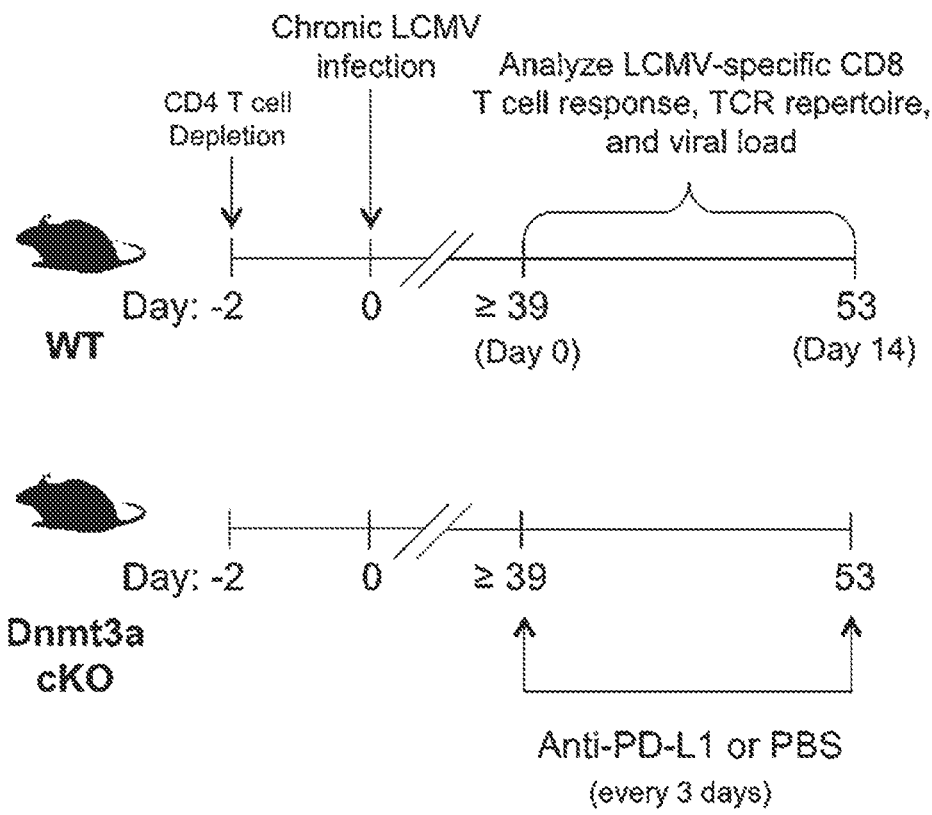 Chronic LCMV
infection
CD4 T cell
Depletion
Analyze LCMV-specific CD8
T cell response, TCR repertoire,
and viral load
Day: -2 0 ≥ 39 53
WT
(Day 0) (Day 14)
Day: -2 0 ≥ 39 53
Dnmt3a
cKO
Anti-PD-L1 or PBS
(every 3 days)